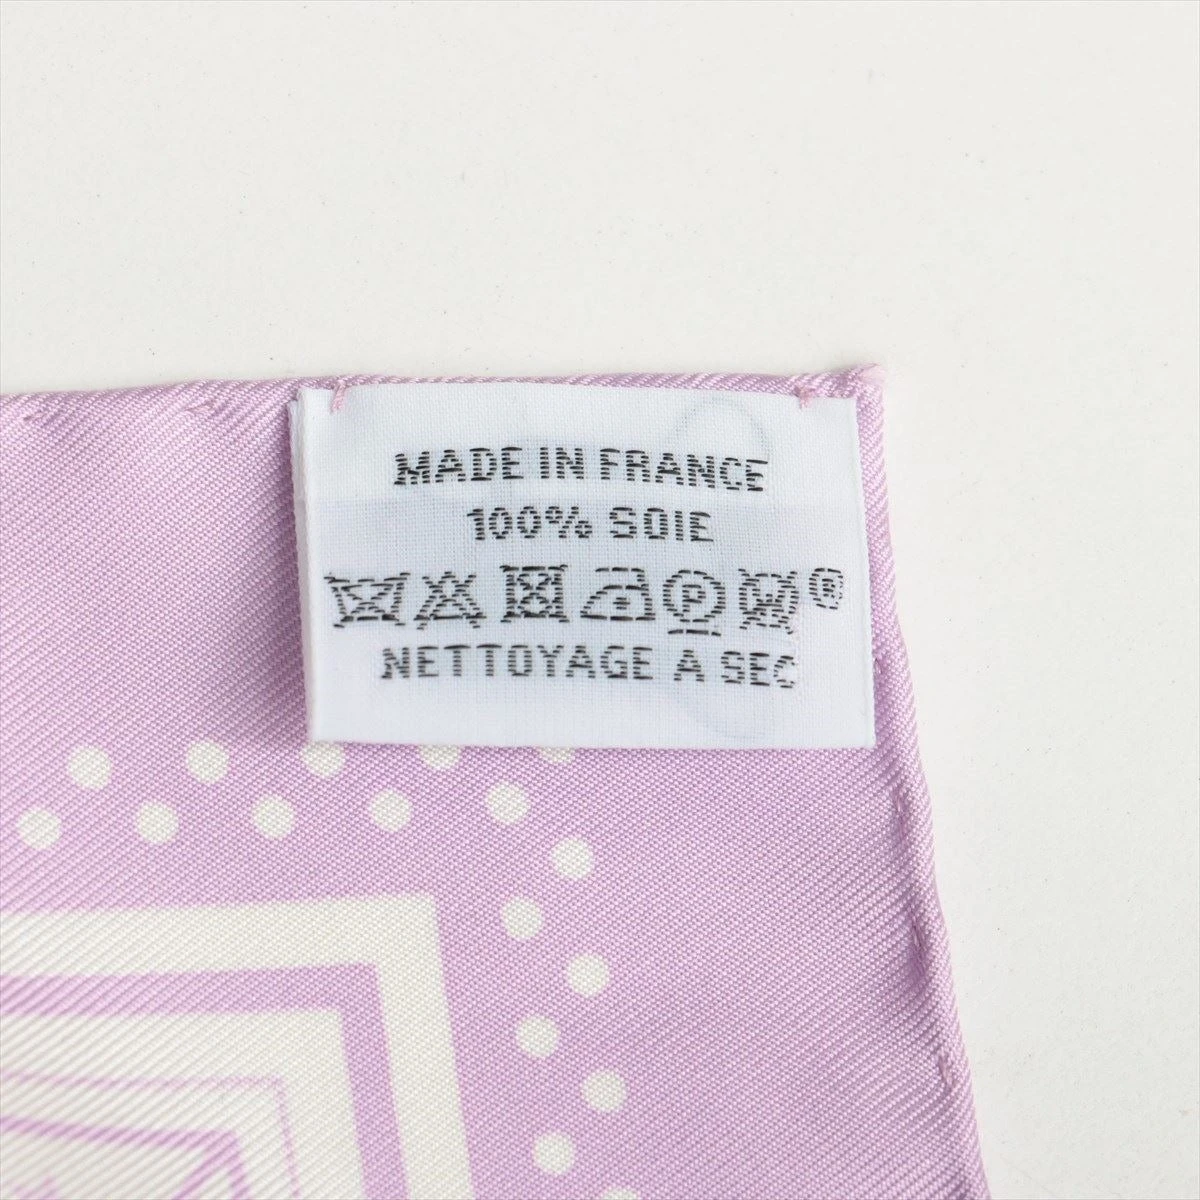 MADE IN FRANCE
100% SOIE
P ®
NETTOYAGE A SEC